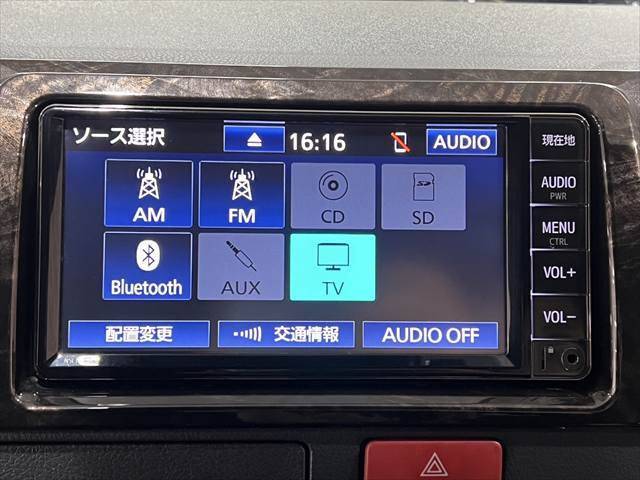 ソース選択
16:16
AUDIO
AM
FM
CD
SD
Bluetooth
AUX
TV
配置変更
交通情報
AUDIO OFF
現在地
AUDIO
PWR
MENU
CTRL
VOL+
VOL-